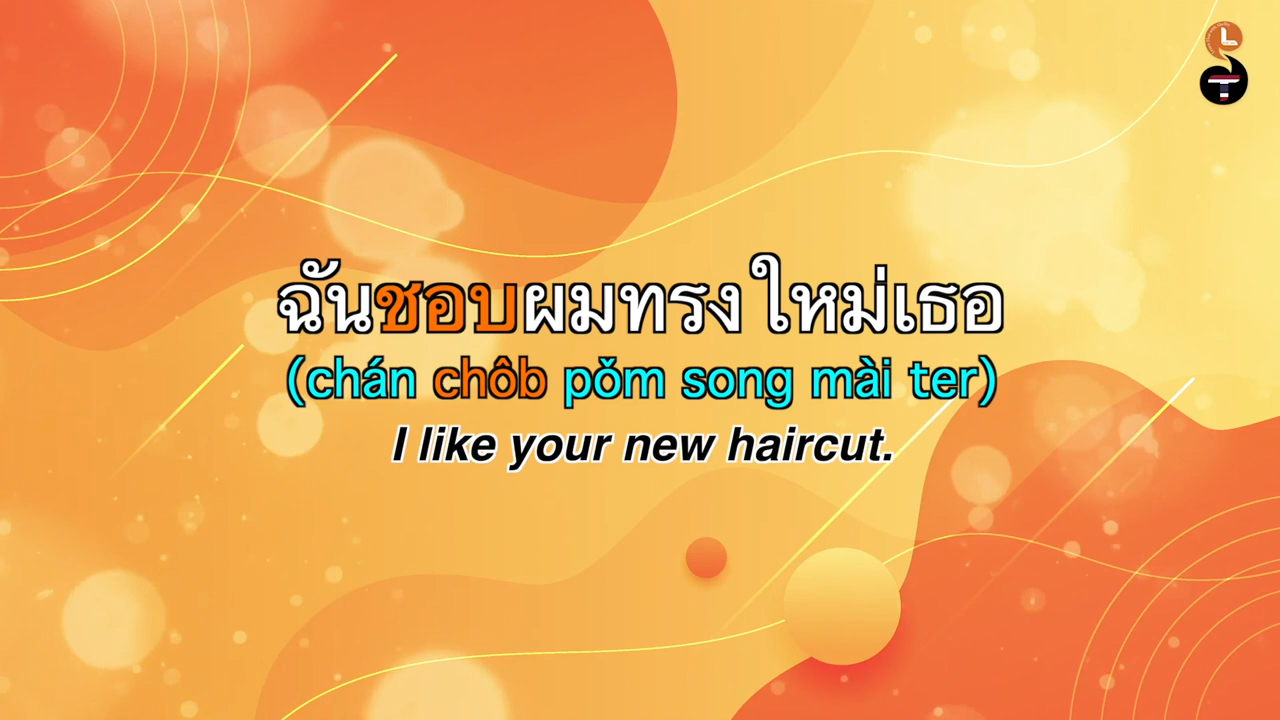 ฉันชอบผมทรงใหม่เธอ
(chán chôb pǒm song mài ter)
I like your new haircut.